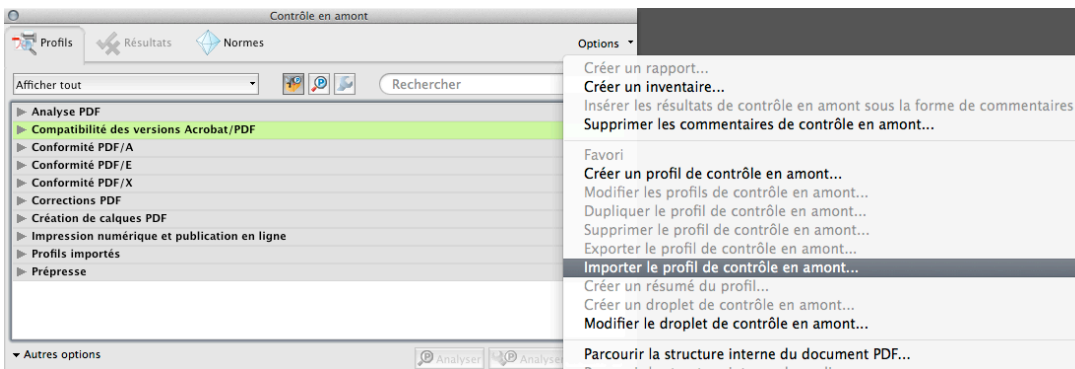 Contrôle en amont
Profils Résultats Normes Options
Afficher tout Rechercher
Analyse PDF
Compatibilité des versions Acrobat/PDF
Conformité PDF/A
Conformité PDF/E
Conformité PDF/X
Corrections PDF
Création de calques PDF
Impression numérique et publication en ligne
Profils importés
Prépresse
Autres options Analyser Analyser
Créer un rapport...
Créer un inventaire...
Insérer les résultats de contrôle en amont sous la forme de commentaires
Supprimer les commentaires de contrôle en amont...
Favori
Créer un profil de contrôle en amont...
Modifier les profils de contrôle en amont...
Dupliquer le profil de contrôle en amont...
Supprimer le profil de contrôle en amont...
Exporter le profil de contrôle en amont...
Importer le profil de contrôle en amont...
Créer un résumé du profil...
Créer un droplet de contrôle en amont...
Modifier le droplet de contrôle en amont...
Parcourir la structure interne du document PDF...